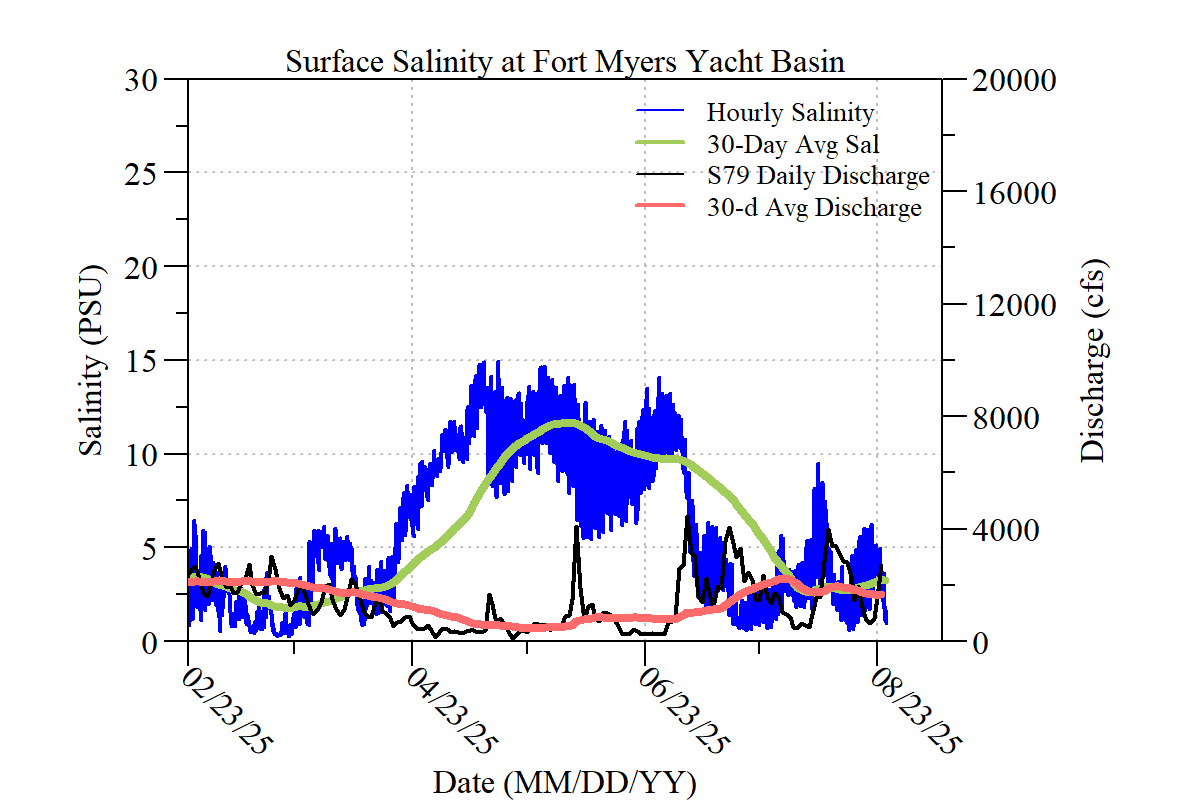 Surface Salinity at Fort Myers Yacht Basin
30
25
20
15
10
5
0
Salinity (PSU)
Hourly Salinity
30-Day Avg Sal
S79 Daily Discharge
30-d Avg Discharge
20000
16000
12000
8000
4000
0
Discharge (cfs)
02/23/25
04/23/25
06/23/25
08/23/25
Date (MM/DD/YY)